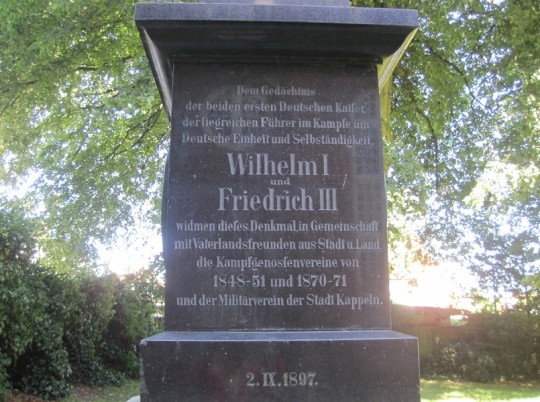 Dem Gedächtnis
der beiden ersten Deutschen Kaiser,
der siegreichen Führer im Kampfe um
Deutsche Einheit und Selbständigkeit,
Wilhelm I
und
Friedrich III
widmen dieses Denkmal, in Gemeinschaft
mit Vaterlandsfreunden aus Stadt u. Land
die Kampfgenossenvereine von
1848-51 und 1870-71
und der Militärverein der Stadt Kappeln.
2. IX. 1897.